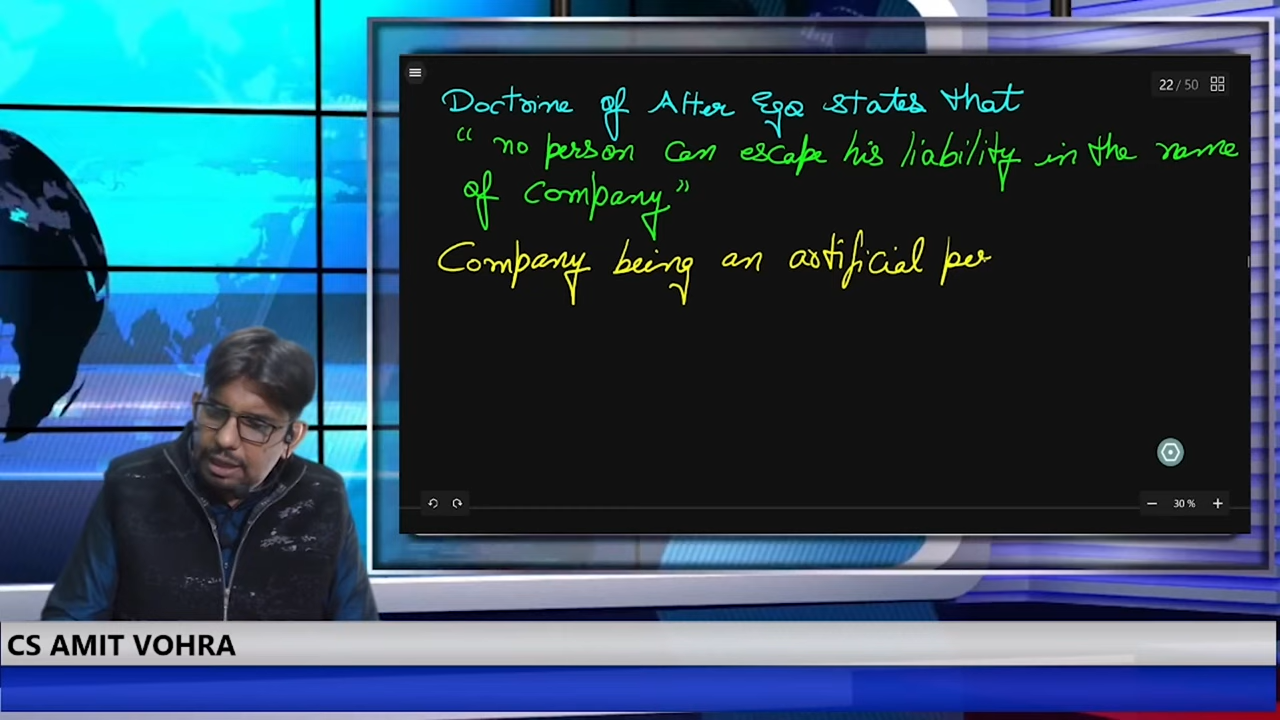 22 / 50
Doctrine of Alter Ego states that
“ no person can escape his liability in the name
of company”
Company being an artificial per
30 %
CS AMIT VOHRA